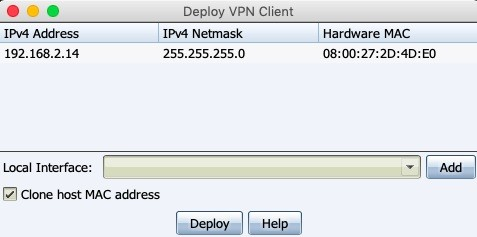 Deploy VPN Client
IPv4 Address IPv4 Netmask Hardware MAC
192.168.2.14 255.255.255.0 08:00:27:2D:4D:E0
Local Interface: Add
Clone host MAC address
Deploy Help